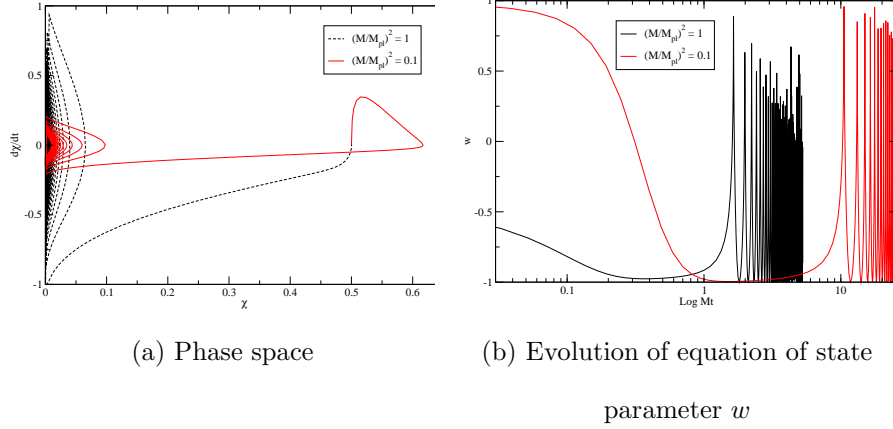 1
0.5
0
-0.5
-1
dχ/dt
0
0.1
0.2
0.3
0.4
0.5
0.6
χ
(M/M_pl)^2 = 1
(M/M_pl)^2 = 0.1
(a) Phase space
1
0.5
0
-0.5
-1
w
0.1
1
10
Log Mt
(M/M_pl)^2 = 1
(M/M_pl)^2 = 0.1
(b) Evolution of equation of state
parameter w